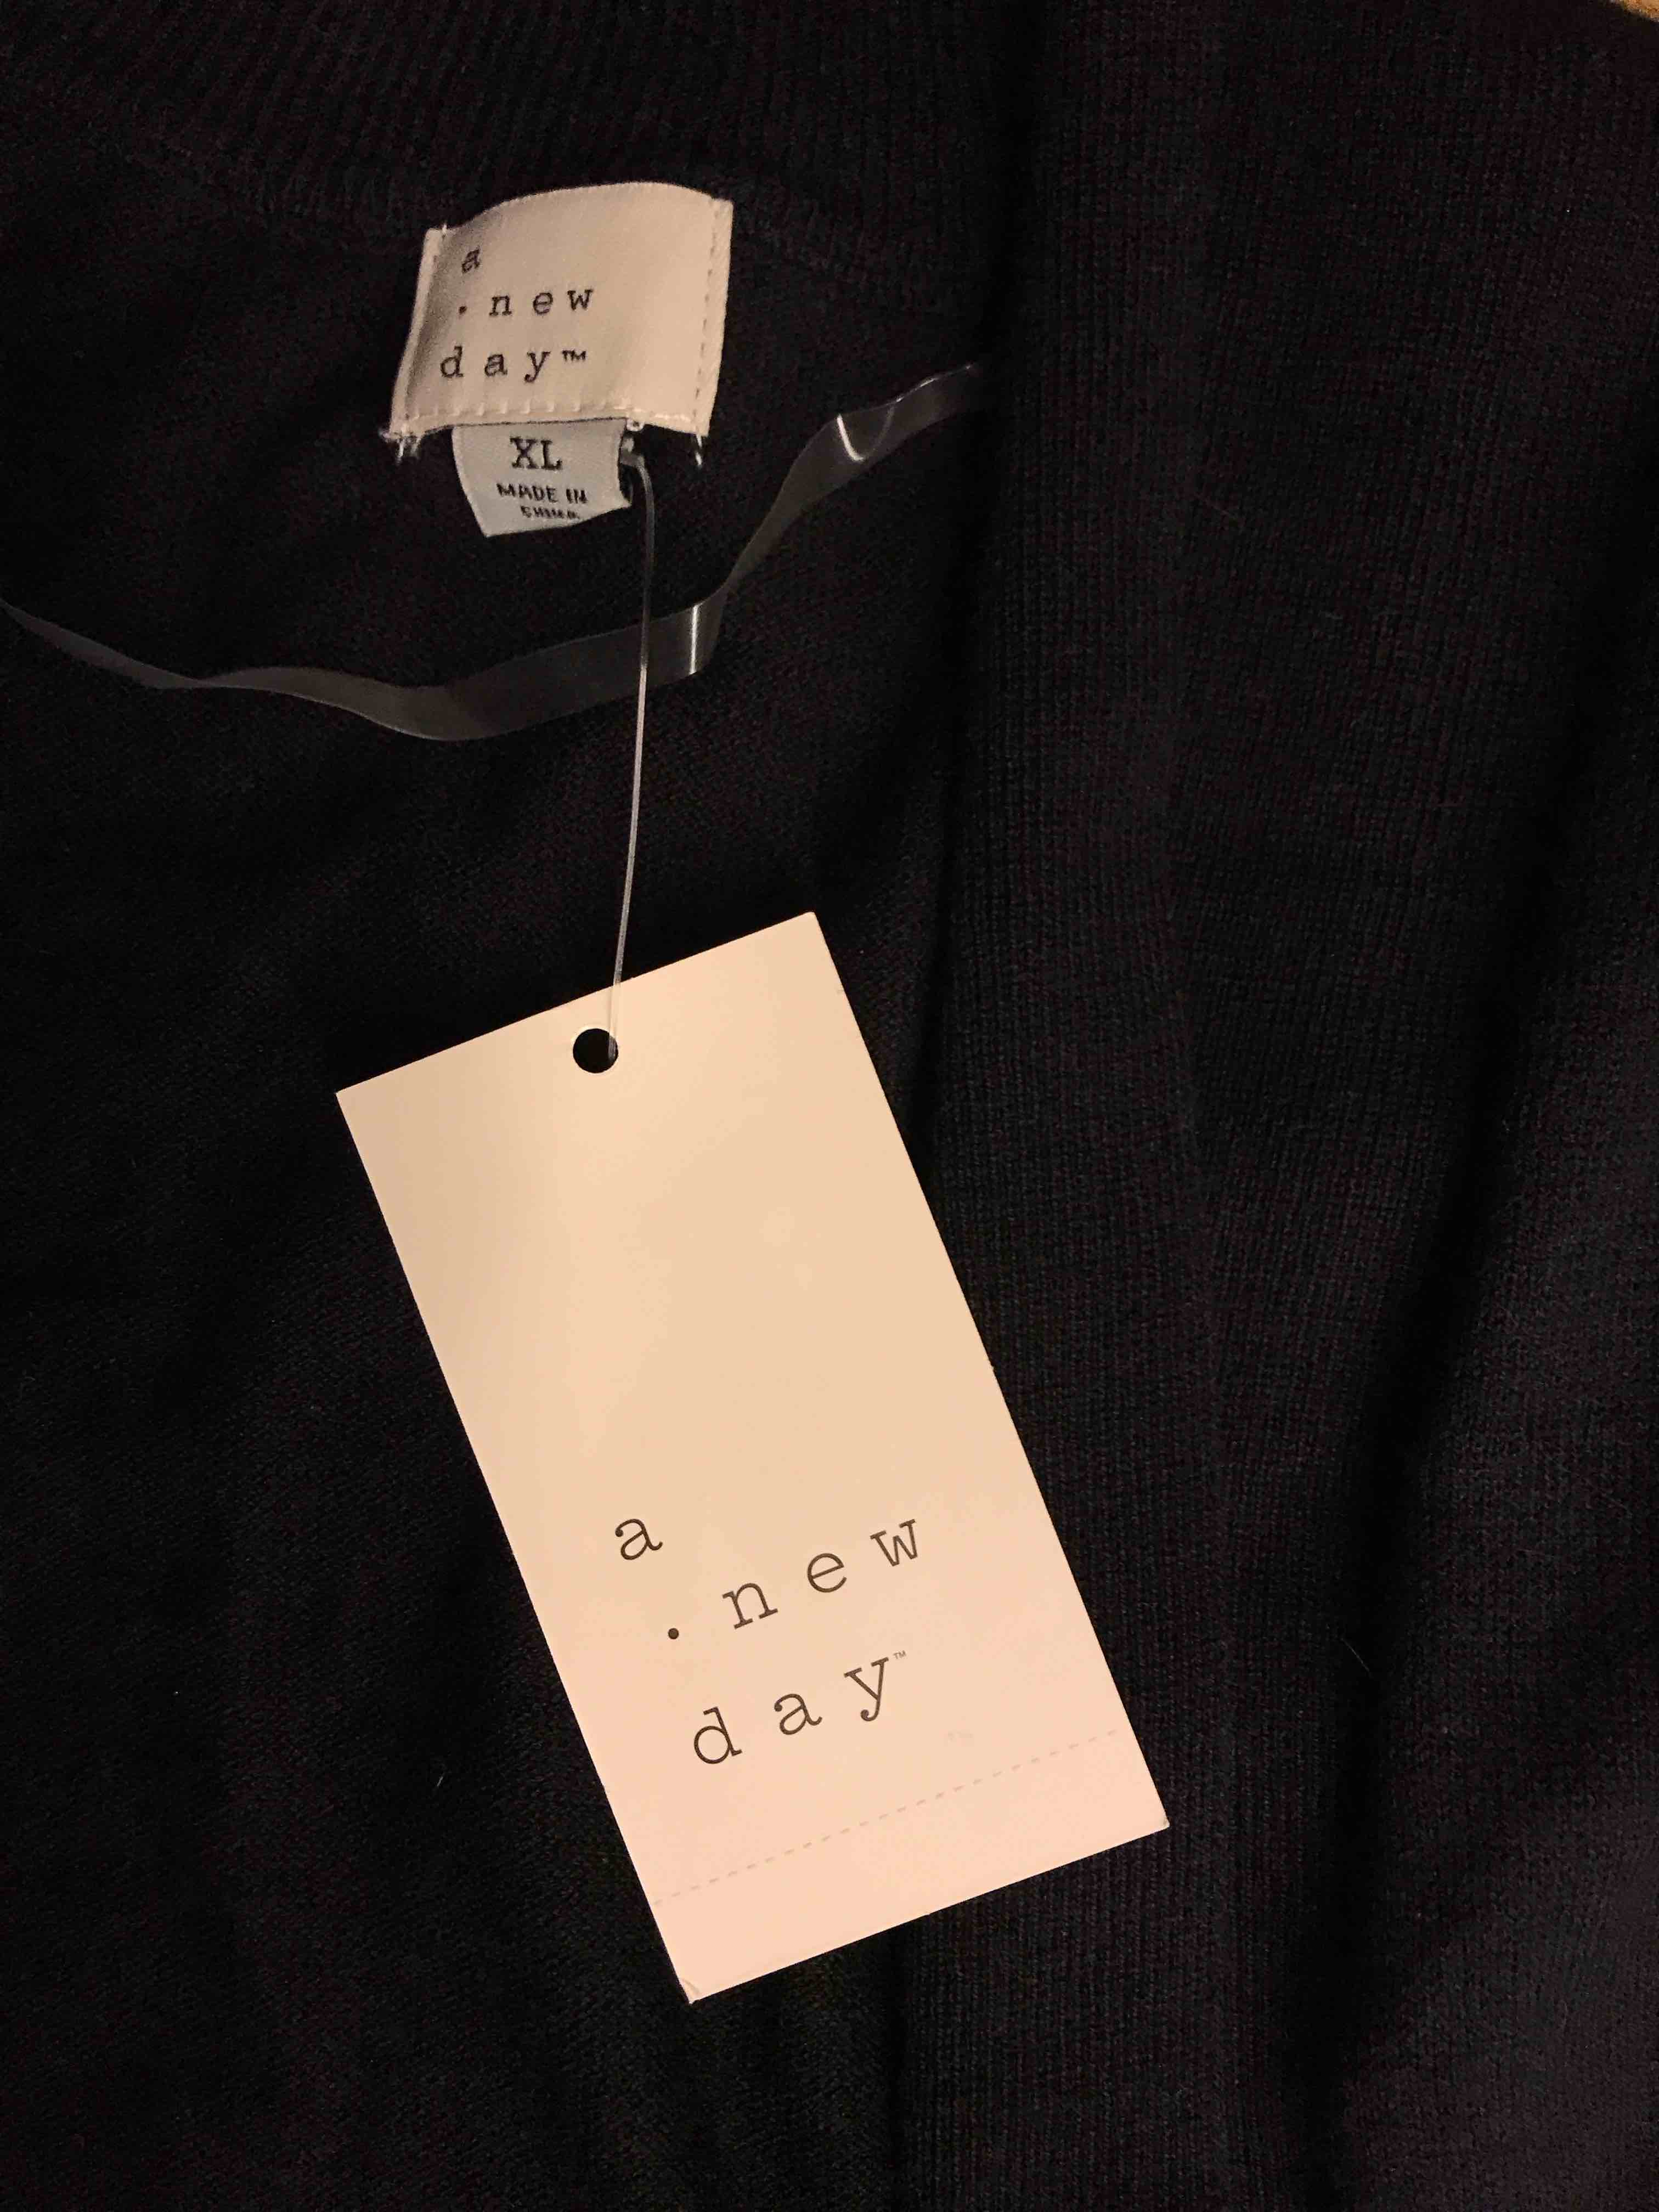 a
. new
day™
XL
MADE IN
CHINA
a
. new
day™